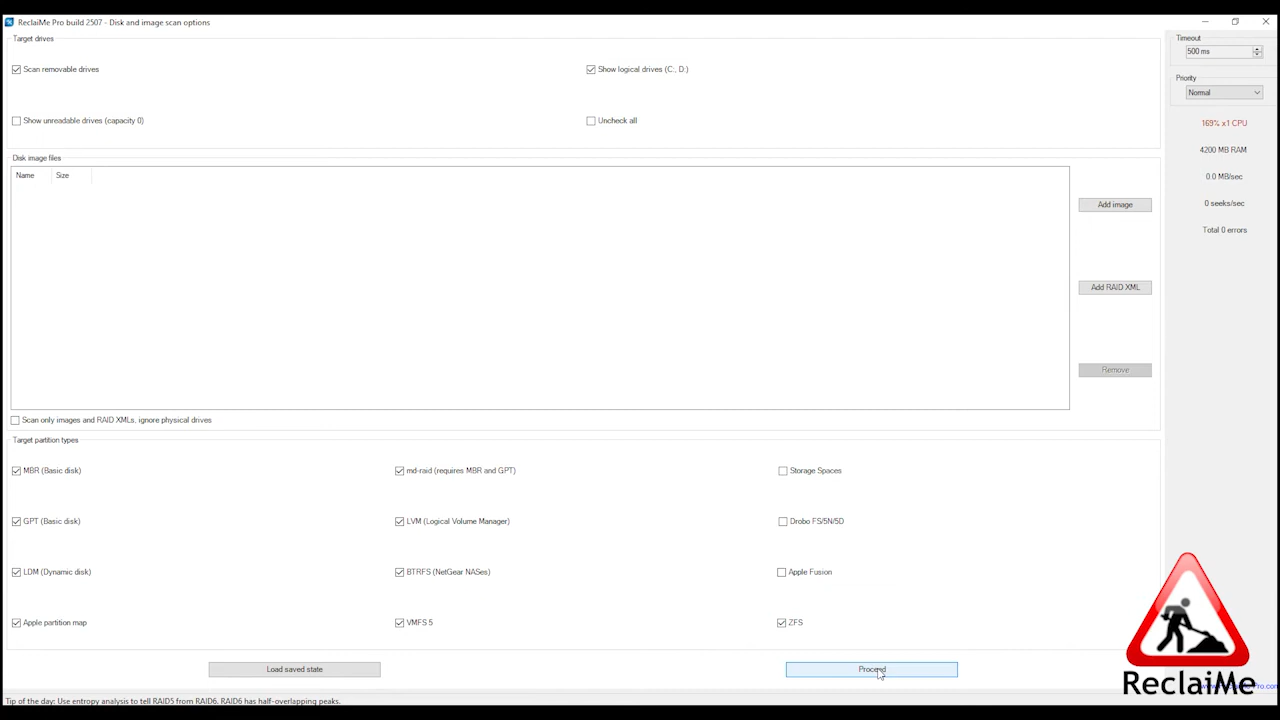 ReclaiMe Pro build 2507 - Disk and image scan options
Target drives
Scan removable drives
Show logical drives (C:, D:)
Show unreadable drives (capacity 0)
Uncheck all
Timeout
500 ms
Priority
Normal
169% x1 CPU
4200 MB RAM
0.0 MB/sec
0 seeks/sec
Total 0 errors
Disk image files
Name Size
Add image
Add RAID XML
Remove
Scan only images and RAID XMLs, ignore physical drives
Target partition types
MBR (Basic disk)
md-raid (requires MBR and GPT)
Storage Spaces
GPT (Basic disk)
LVM (Logical Volume Manager)
Drobo FS/5N/5D
LDM (Dynamic disk)
BTRFS (NetGear NASes)
Apple Fusion
Apple partition map
VMFS 5
ZFS
Load saved state
Proceed
ReclaiMe
Tip of the day: Use entropy analysis to tell RAID5 from RAID6. RAID6 has half-overlapping peaks.